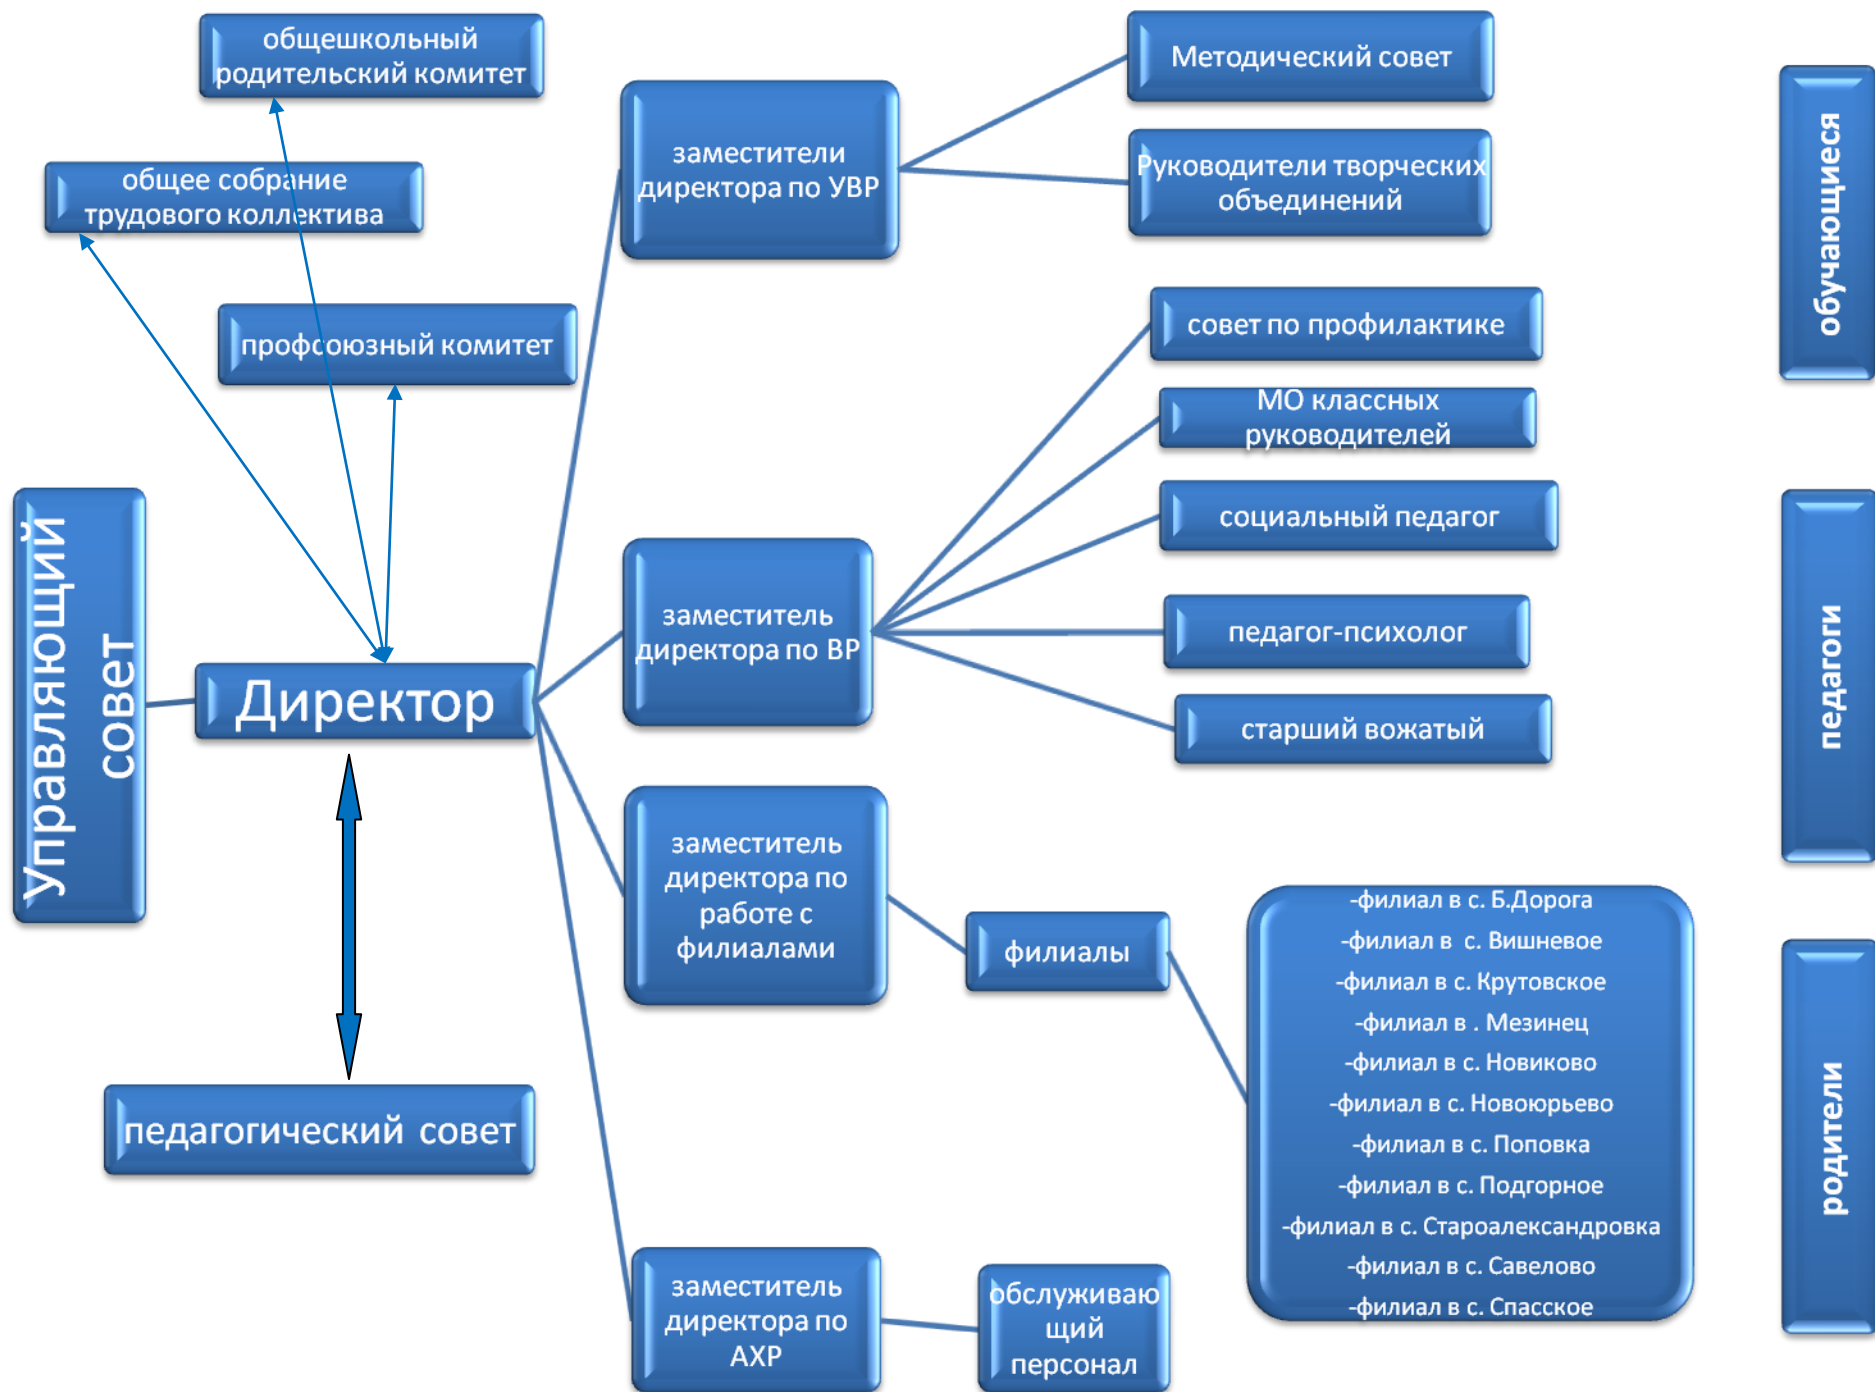 общешкольный
родительский комитет
общее собрание
трудового коллектива
профсоюзный комитет
Управляющий
совет
Директор
педагогический совет
заместители
директора по УВР
Методический совет
Руководители творческих
объединений
заместитель
директора по ВР
совет по профилактике
МО классных
руководителей
социальный педагог
педагог-психолог
старший вожатый
заместитель
директора по
работе с
филиалами
филиалы
-филиал в с. Б.Дорога
-филиал в с. Вишневое
-филиал в с. Крутовское
-филиал в . Мезинец
-филиал в с. Новиково
-филиал в с. Новоюрьево
-филиал в с. Поповка
-филиал в с. Подгорное
-филиал в с. Староалександровка
-филиал в с. Савелово
-филиал в с. Спасское
заместитель
директора по
АХР
обслуживаю
щий
персонал
обучающиеся
педагоги
родители